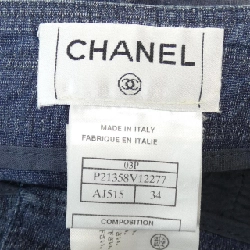 CHANEL
MADE IN ITALY
FABRIQUE EN ITALIE
03P
P21358V12277
A1515 34
COMPOSITION